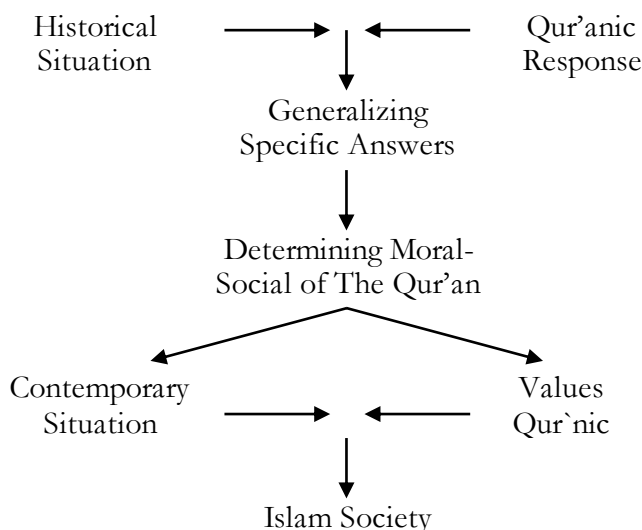 Historical
Situation
Qur’anic
Response
Generalizing
Specific Answers
Determining Moral-
Social of The Qur’an
Contemporary
Situation
Values
Qur`nic
Islam Society